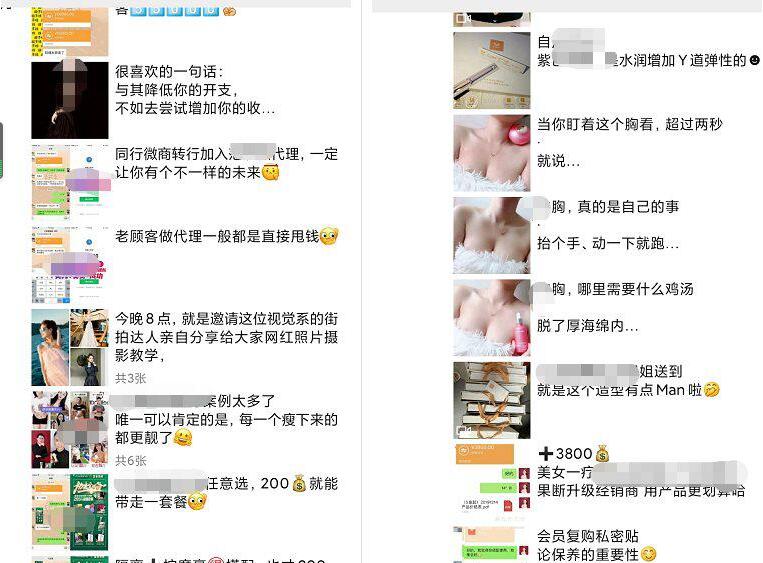 很喜欢的一句话：
与其降低你的开支，
不如去尝试增加你的收...
同行微商转行加入 代理，一定
让你有个不一样的未来
老顾客做代理一般都是直接甩钱
今晚8点，就是邀请这位视觉系的街
拍达人亲自分享给大家网红照片摄
影教学，
共3张
案例太多了
唯一可以肯定的是，每一个瘦下来的
都更靓了
共6张
任意选，200💰就能
带走一套餐
自
紫 是水润增加Y道弹性的
当你盯着这个胸看，超过两秒
.
就说...
胸，真的是自己的事
.
抬个手、动一下就跑...
胸，哪里需要什么鸡汤
.
脱了厚海绵内...
姐送到
就是这个造型有点Man啦
➕3800💰
美女一疗
果断升级经销商 用产品更划算哈
会员复购私密贴
论保养的重要性